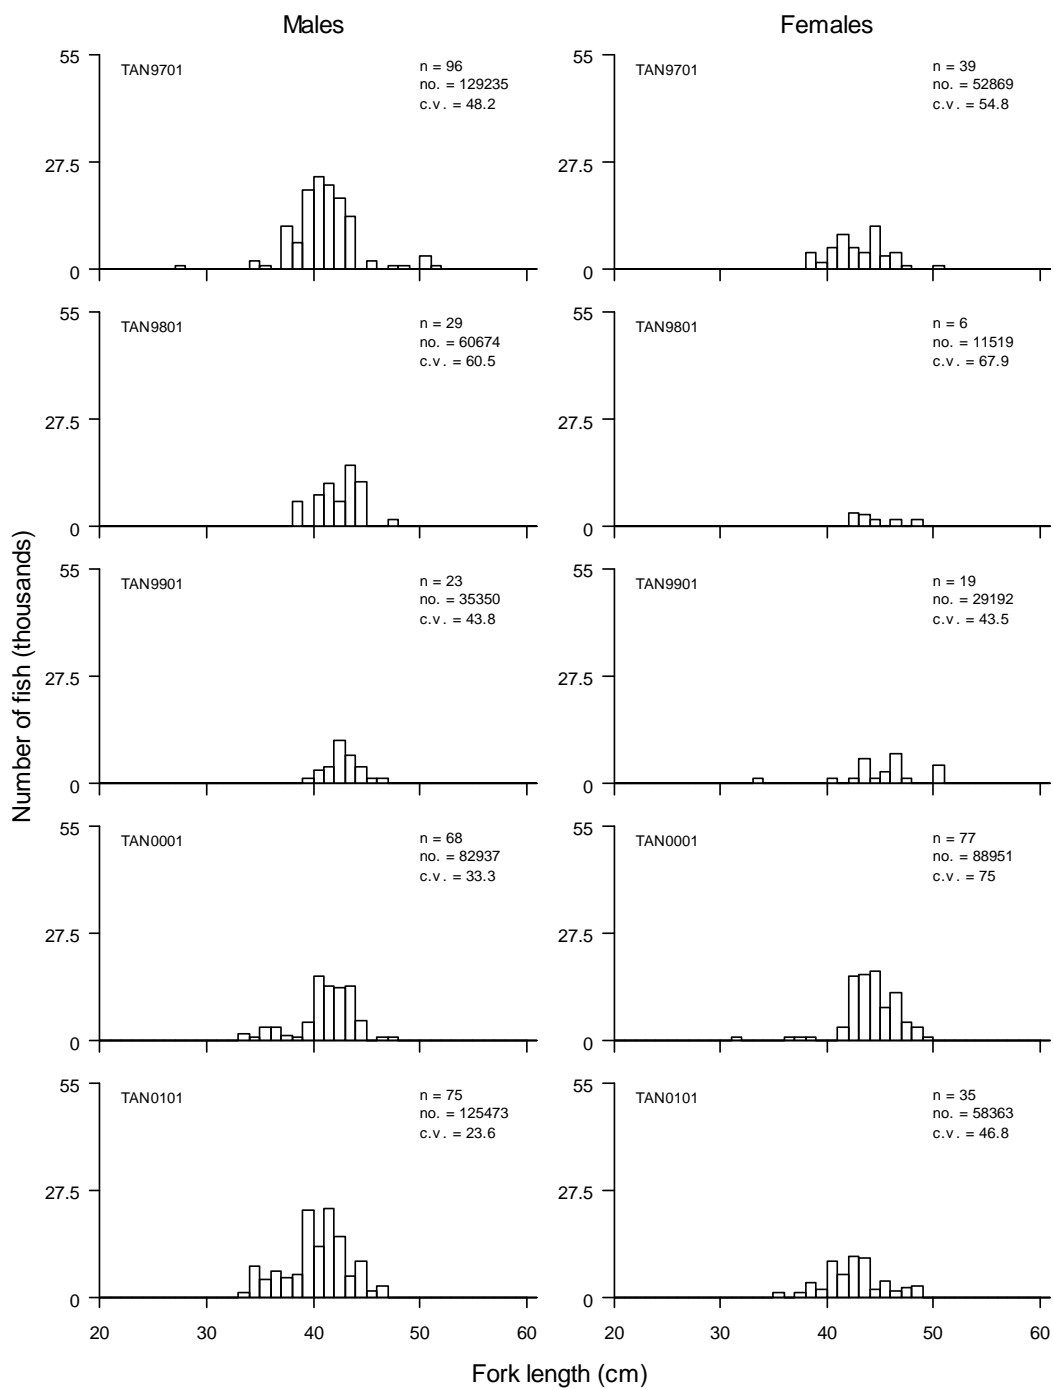 Males
Females
55
TAN9701
n = 96
no. = 129235
c.v. = 48.2
27.5
0
TAN9701
n = 39
no. = 52869
c.v. = 54.8
55
27.5
0
55
TAN9801
n = 29
no. = 60674
c.v. = 60.5
27.5
0
55
TAN9801
n = 6
no. = 11519
c.v. = 67.9
27.5
0
Number of fish (thousands)
55
TAN9901
n = 23
no. = 35350
c.v. = 43.8
27.5
0
55
TAN9901
n = 19
no. = 29192
c.v. = 43.5
27.5
0
55
TAN0001
n = 68
no. = 82937
c.v. = 33.3
27.5
0
55
TAN0001
n = 77
no. = 88951
c.v. = 75
27.5
0
55
TAN0101
n = 75
no. = 125473
c.v. = 23.6
27.5
0
55
TAN0101
n = 35
no. = 58363
c.v. = 46.8
27.5
0
20 30 40 50 60
20 30 40 50 60
Fork length (cm)